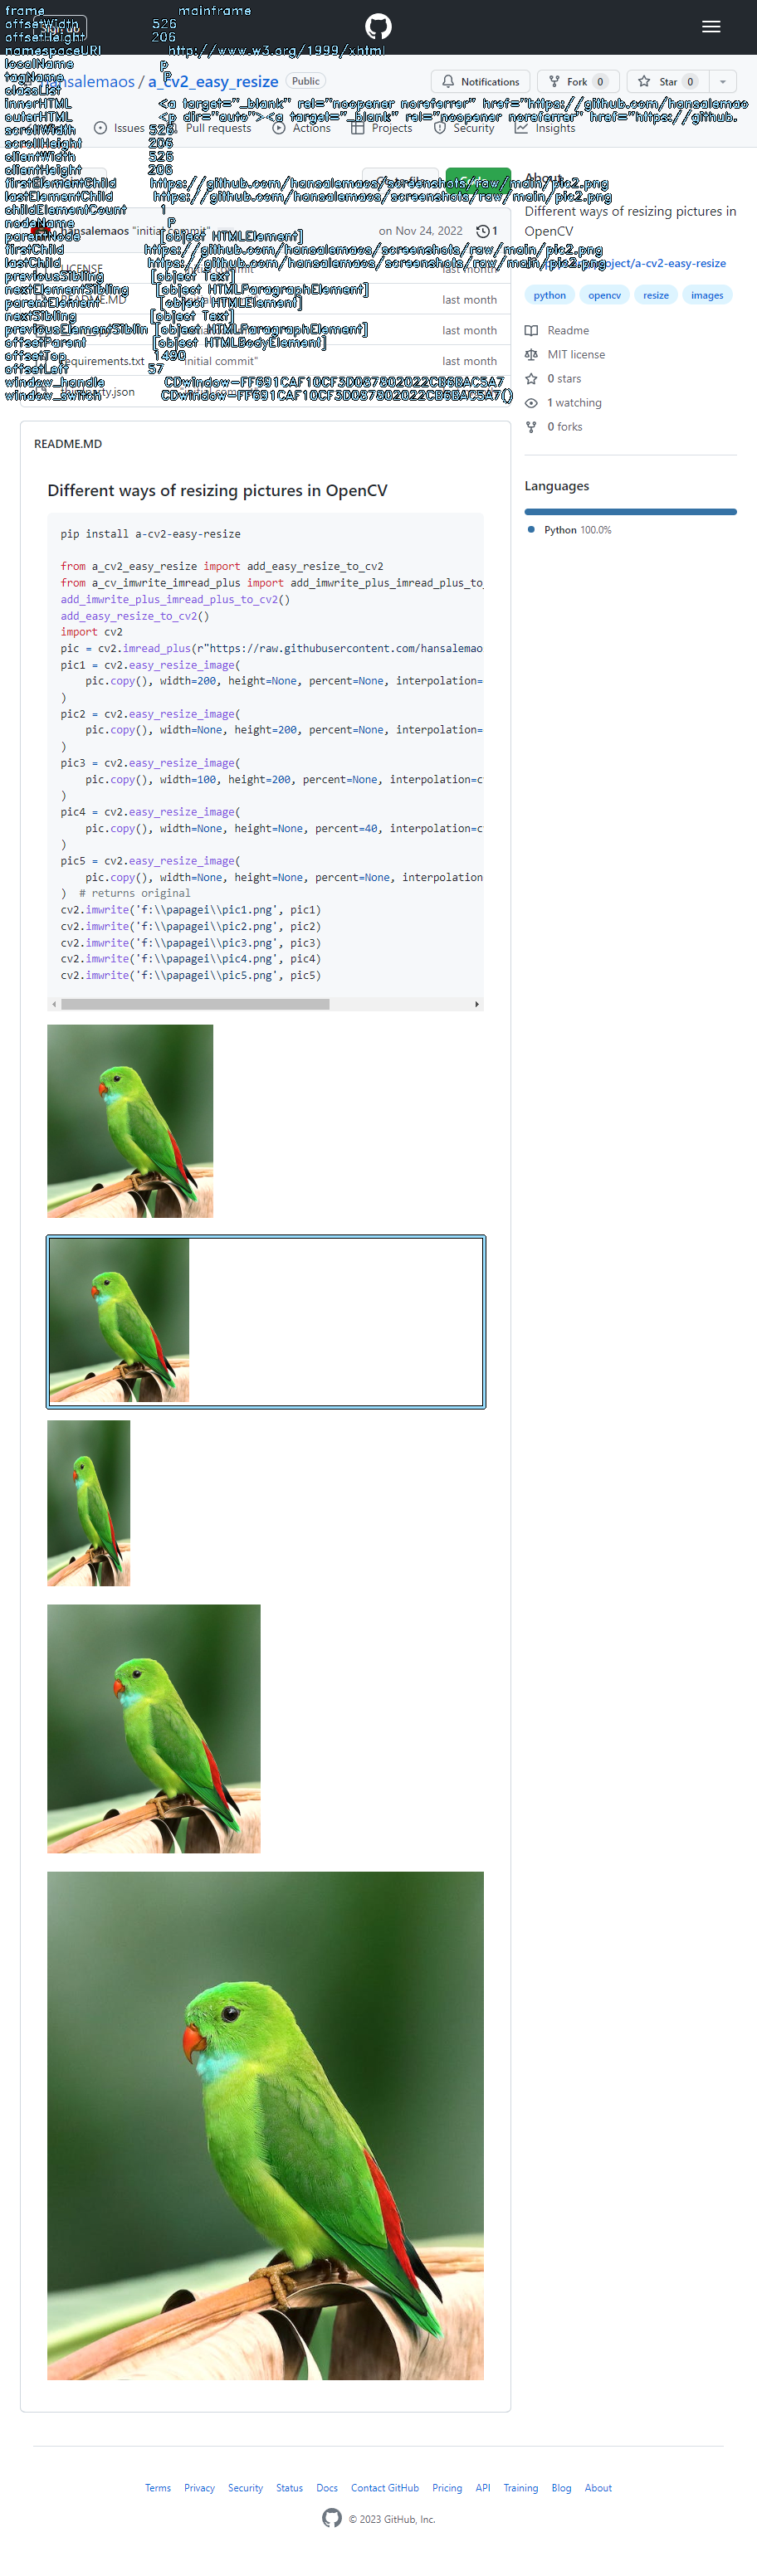 frame mainframe
offsetWidth 526
offsetHeight 206
Sign up
namespaceURI http://www.w3.org/1999/xhtml
localName p
tagName P
hansalemaos / a_cv2_easy_resize Public
Notifications Fork 0 Star 0
classList
innerHTML <a target="_blank" rel="noopener noreferrer" href="https://github.com/hansalemao
outerHTML <p dir="auto"><a target="_blank" rel="noopener noreferrer" href="https://github.
Issues Pull requests Actions Projects Security Insights
scrollWidth 526
scrollHeight 206
clientWidth 526
clientHeight 206
firstElementChild https://github.com/hansalemaos/screenshots/raw/main/pic2.png
lastElementChild https://github.com/hansalemaos/screenshots/raw/main/pic2.png
childElementCount 1
nodeName P
hansalemaos "initial commit" on Nov 24, 2022 1
parentNode [object HTMLElement]
firstChild https://github.com/hansalemaos/screenshots/raw/main/pic2.png
lastChild https://github.com/hansalemaos/screenshots/raw/main/pic2.png
LICENSE last month
previousSibling [object Text]
nextElementSibling [object HTMLParagraphElement]
README.MD last month
parentElement [object HTMLElement]
nextSibling [object Text]
previousElementSiblin [object HTMLParagraphElement]
last month
offsetParent [object HTMLBodyElement]
offsetTop 1490
requirements.txt "initial commit" last month
offsetLeft 57
window_handle CDwindow-FF691CAF10CF3D087802022CB6BAC5A7
window_switch CDwindow-FF691CAF10CF3D087802022CB6BAC5A7()
About
Different ways of resizing pictures in
OpenCV
python opencv resize images
Readme
MIT license
0 stars
1 watching
0 forks
Languages
Python 100.0%
README.MD
Different ways of resizing pictures in OpenCV
pip install a-cv2-easy-resize
from a_cv2_easy_resize import add_easy_resize_to_cv2
from a_cv_imwrite_imread_plus import add_imwrite_plus_imread_plus_to_
add_imwrite_plus_imread_plus_to_cv2()
add_easy_resize_to_cv2()
import cv2
pic = cv2.imread_plus(r"https://raw.githubusercontent.com/hansalemao
pic1 = cv2.easy_resize_image(
    pic.copy(), width=200, height=None, percent=None, interpolation=
)
pic2 = cv2.easy_resize_image(
    pic.copy(), width=None, height=200, percent=None, interpolation=
)
pic3 = cv2.easy_resize_image(
    pic.copy(), width=100, height=200, percent=None, interpolation=c
)
pic4 = cv2.easy_resize_image(
    pic.copy(), width=None, height=None, percent=40, interpolation=c
)
pic5 = cv2.easy_resize_image(
    pic.copy(), width=None, height=None, percent=None, interpolation
)  # returns original
cv2.imwrite('f:\\papagei\\pic1.png', pic1)
cv2.imwrite('f:\\papagei\\pic2.png', pic2)
cv2.imwrite('f:\\papagei\\pic3.png', pic3)
cv2.imwrite('f:\\papagei\\pic4.png', pic4)
cv2.imwrite('f:\\papagei\\pic5.png', pic5)
Terms Privacy Security Status Docs Contact GitHub Pricing API Training Blog About
© 2023 GitHub, Inc.